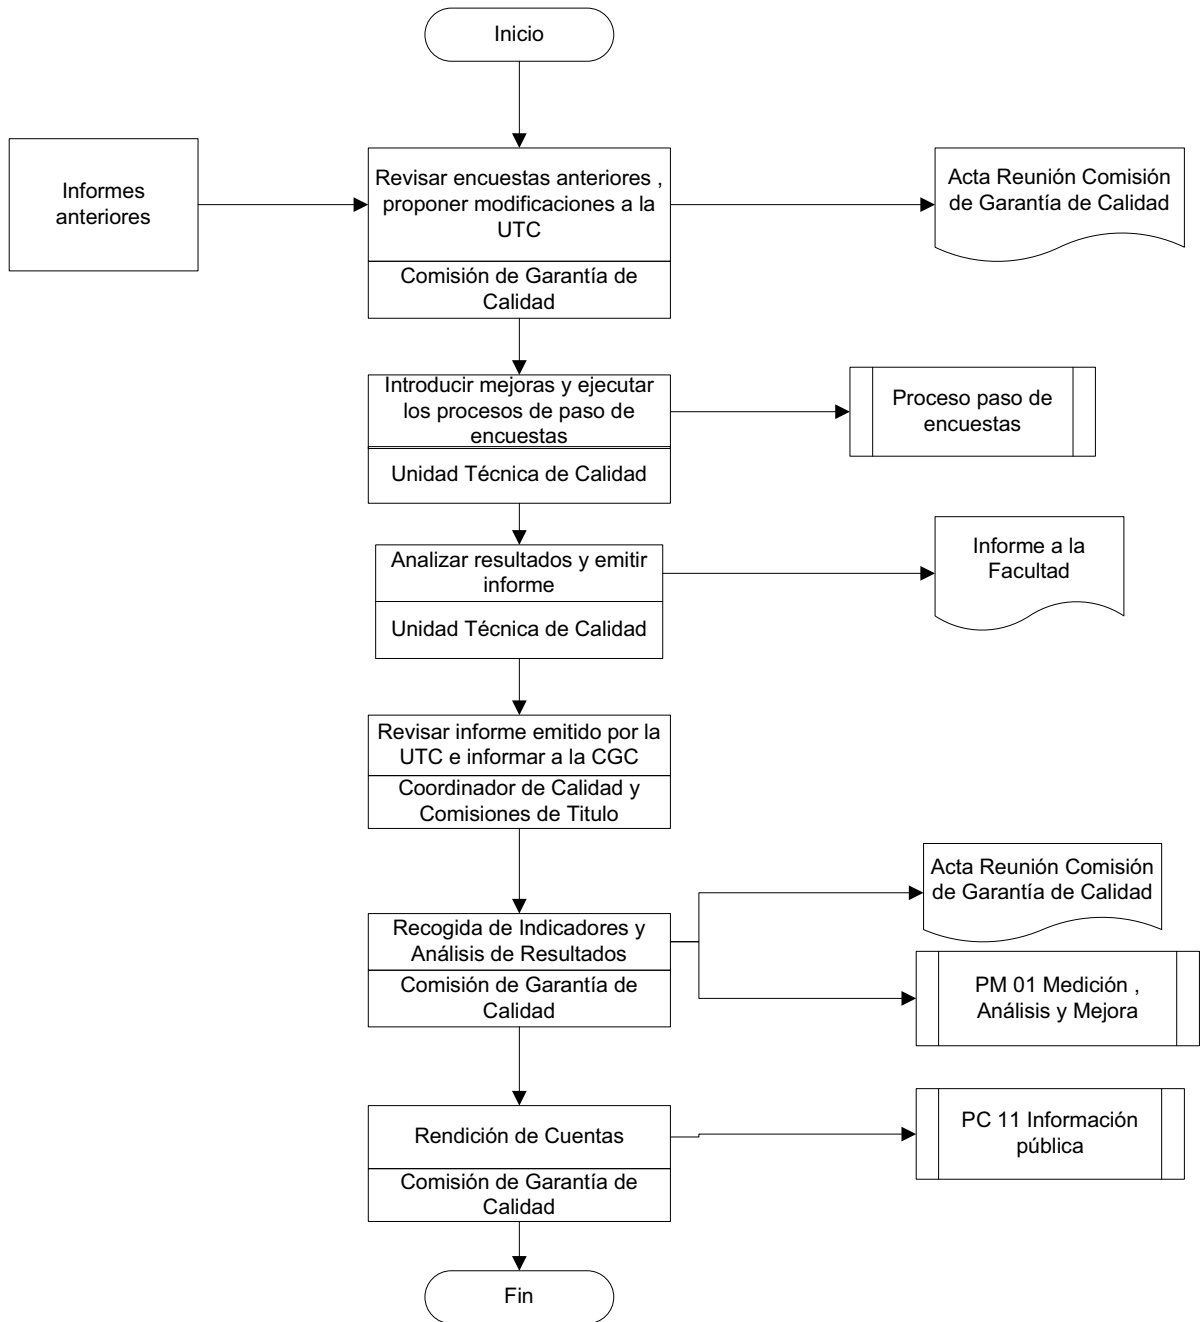 Inicio
Informes
anteriores
Revisar encuestas anteriores ,
proponer modificaciones a la
UTC
Comisión de Garantía de
Calidad
Acta Reunión Comisión
de Garantía de Calidad
Introducir mejoras y ejecutar
los procesos de paso de
encuestas
Unidad Técnica de Calidad
Proceso paso de
encuestas
Analizar resultados y emitir
informe
Unidad Técnica de Calidad
Informe a la
Facultad
Revisar informe emitido por la
UTC e informar a la CGC
Coordinador de Calidad y
Comisiones de Titulo
Recogida de Indicadores y
Análisis de Resultados
Comisión de Garantía de
Calidad
Acta Reunión Comisión
de Garantía de Calidad
PM 01 Medición ,
Análisis y Mejora
Rendición de Cuentas
Comisión de Garantía de
Calidad
PC 11 Información
pública
Fin